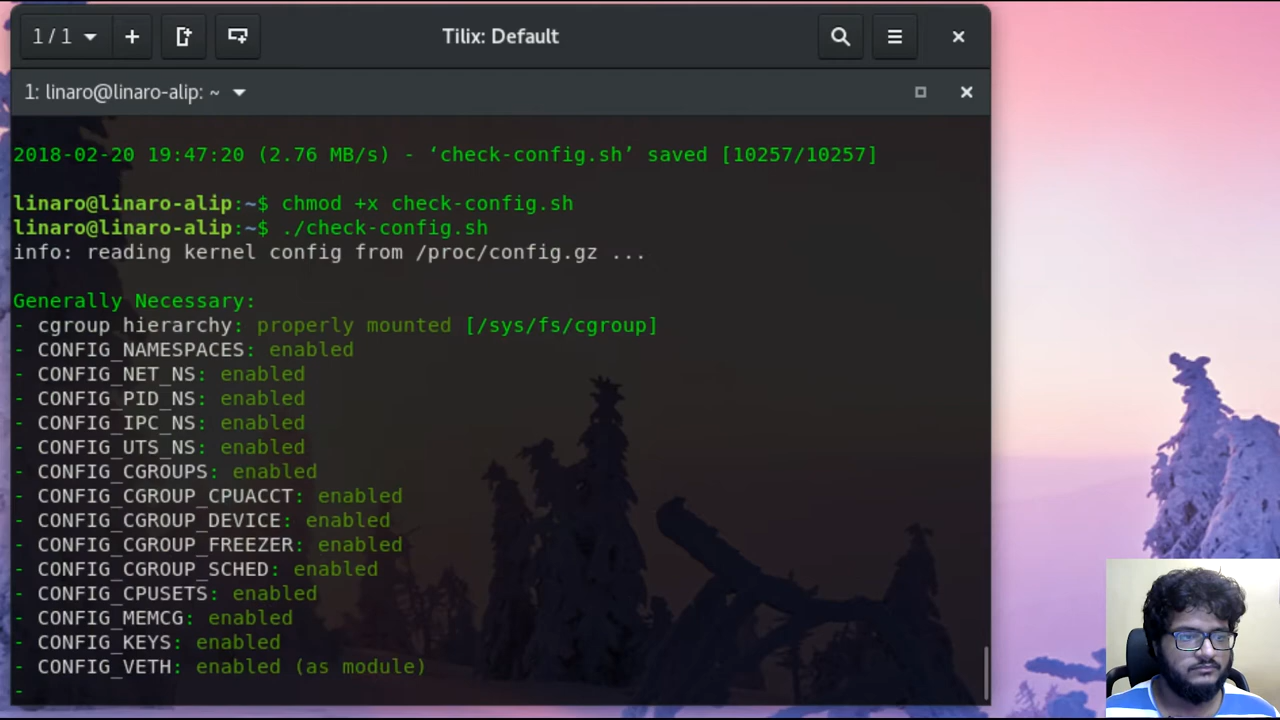 1 / 1
Tilix: Default
1: linaro@linaro-alip: ~
2018-02-20 19:47:20 (2.76 MB/s) - ‘check-config.sh’ saved [10257/10257]
linaro@linaro-alip:~$ chmod +x check-config.sh
linaro@linaro-alip:~$ ./check-config.sh
info: reading kernel config from /proc/config.gz ...
Generally Necessary:
- cgroup hierarchy: properly mounted [/sys/fs/cgroup]
- CONFIG_NAMESPACES: enabled
- CONFIG_NET_NS: enabled
- CONFIG_PID_NS: enabled
- CONFIG_IPC_NS: enabled
- CONFIG_UTS_NS: enabled
- CONFIG_CGROUPS: enabled
- CONFIG_CGROUP_CPUACCT: enabled
- CONFIG_CGROUP_DEVICE: enabled
- CONFIG_CGROUP_FREEZER: enabled
- CONFIG_CGROUP_SCHED: enabled
- CONFIG_CPUSETS: enabled
- CONFIG_MEMCG: enabled
- CONFIG_KEYS: enabled
- CONFIG_VETH: enabled (as module)
-